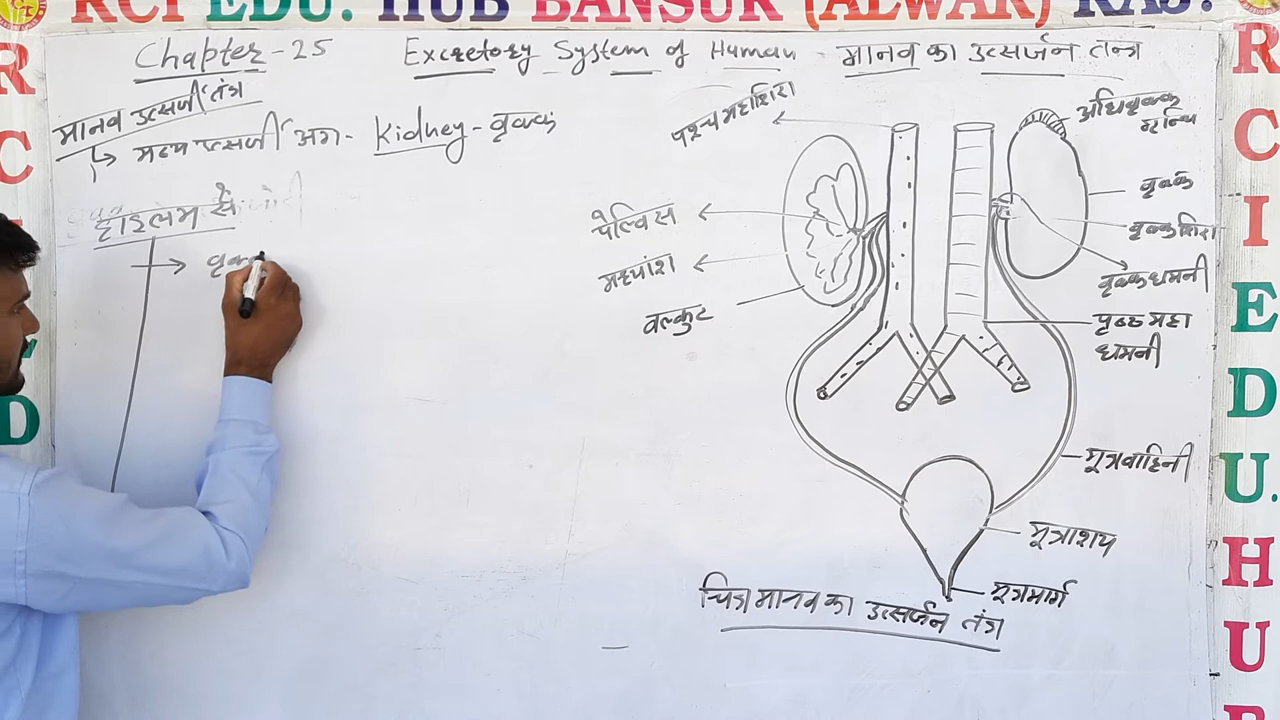 RCI EDU. HUB BANSUR (ALWAR) RAJ.
Chapter-25 Excretory System of Human - मानव का उत्सर्जन तन्त्र
मानव उत्सर्जी तंत्र
मुख्य उत्सर्जी अंग - Kidney - वृक्क
हाइलम से
वृक्क
पश्च महाशिरा
पेल्विस
मध्यांश
वल्कुट
अधिवृक्क
ग्रन्थि
वृक्क
वृक्क शिरा
वृक्क धमनी
पृष्ठ महा
धमनी
मूत्रवाहिनी
मूत्राशय
मूत्रमार्ग
चित्र मानव का उत्सर्जन तंत्र
R
C
I
E
D
U.
H
U